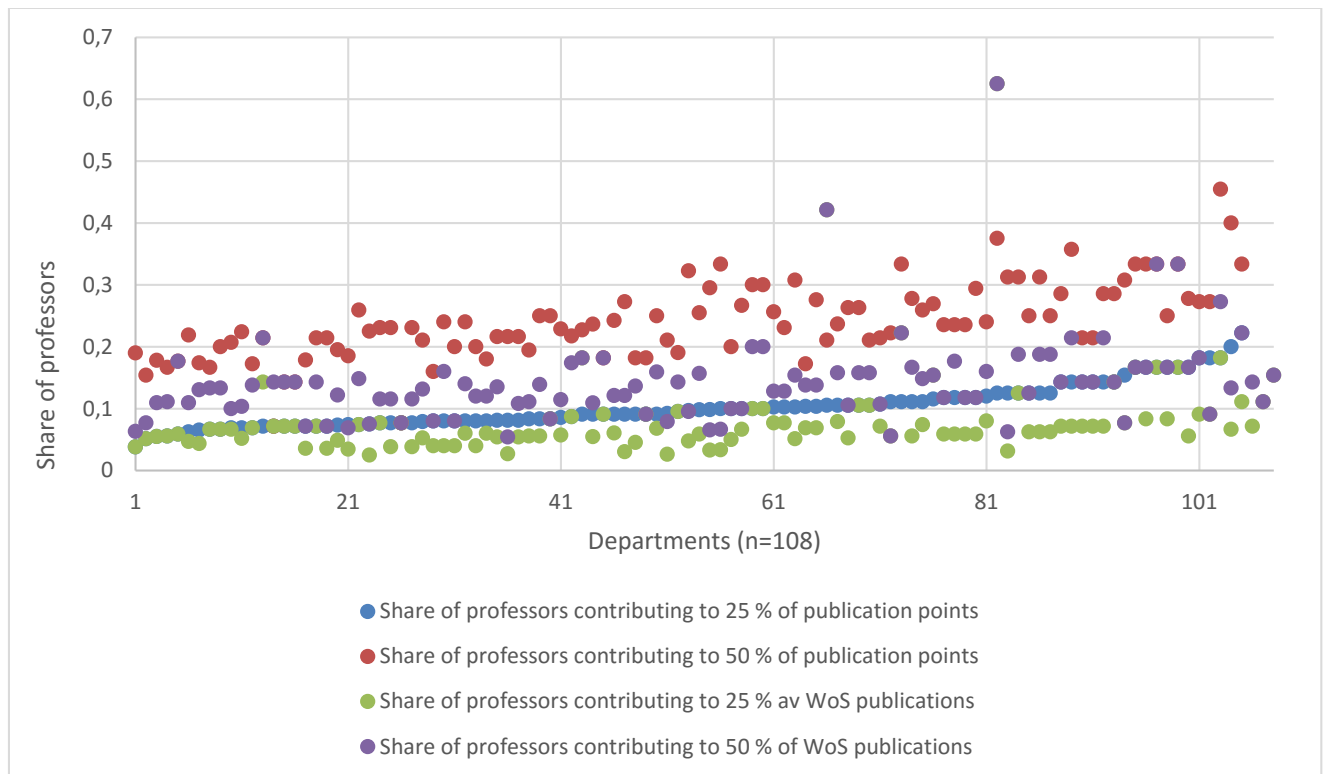 0,7
0,6
0,5
0,4
0,3
0,2
0,1
0
Share of professors
1 21 41 61 81 101
Departments (n=108)
Share of professors contributing to 25 % of publication points
Share of professors contributing to 50 % of publication points
Share of professors contributing to 25 % av WoS publications
Share of professors contributing to 50 % of WoS publications